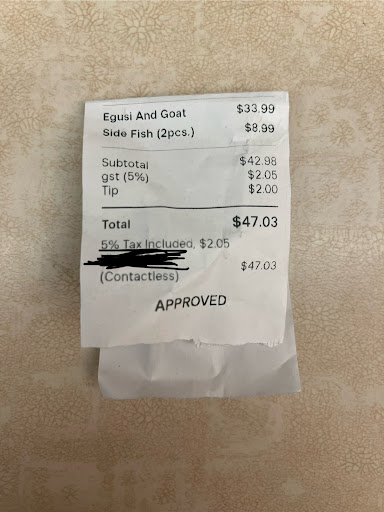 Egusi And Goat $33.99
Side Fish (2pcs.) $8.99
Subtotal $42.98
gst (5%) $2.05
Tip $2.00
Total $47.03
5% Tax Included, $2.05
$47.03
(Contactless)
APPROVED